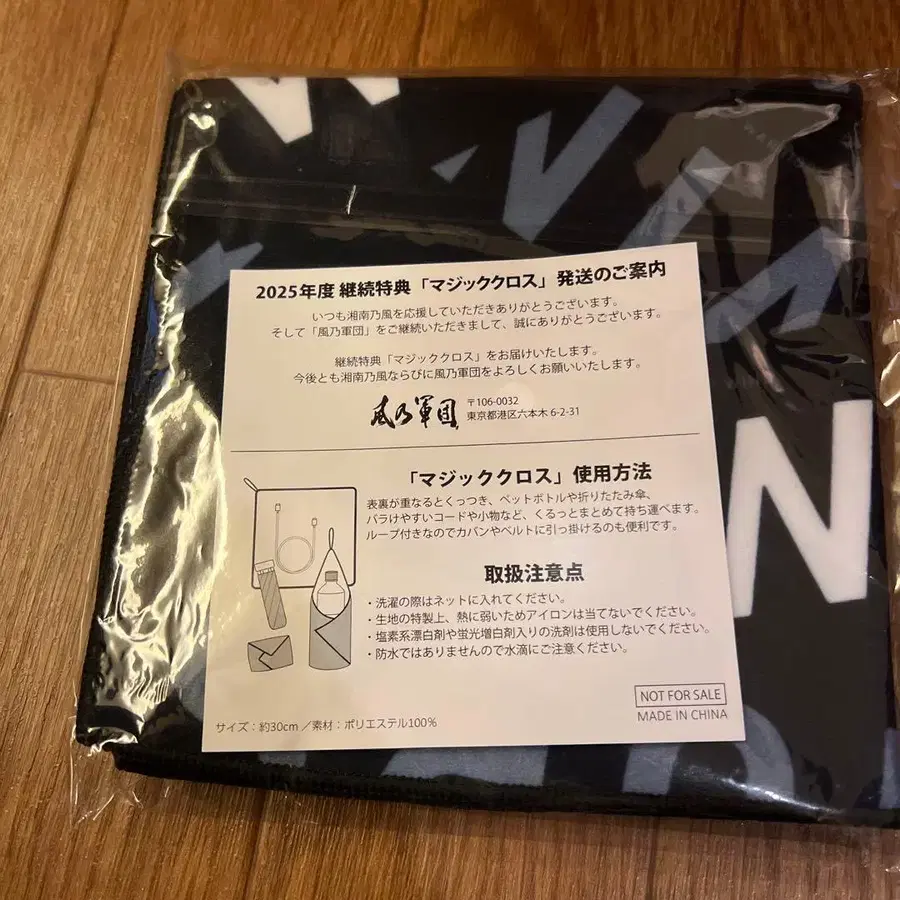 2025年度 継続特典「マジッククロス」発送のご案内
いつも湘南乃風を応援していただきありがとうございます。
そして「風乃軍団」をご継続いただきまして、誠にありがとうございます。
継続特典「マジッククロス」をお届けいたします。
今後とも湘南乃風ならびに風乃軍団をよろしくお願いいたします。
風乃軍団
〒106-0032
東京都港区六本木 6-2-31
「マジッククロス」使用方法
表裏が重なるとくっつき、ペットボトルや折りたたみ傘、
バラけやすいコードや小物など、くるっとまとめて持ち運べます。
ループ付きなのでカバンやベルトに引っ掛けるのも便利です。
取扱注意点
・洗濯の際はネットに入れてください。
・生地の特製上、熱に弱いためアイロンは当てないでください。
・塩素系漂白剤や蛍光増白剤入りの洗剤は使用しないでください。
・防水ではありませんので水滴にご注意ください。
NOT FOR SALE
MADE IN CHINA
サイズ：約30cm ／素材：ポリエステル100%
N